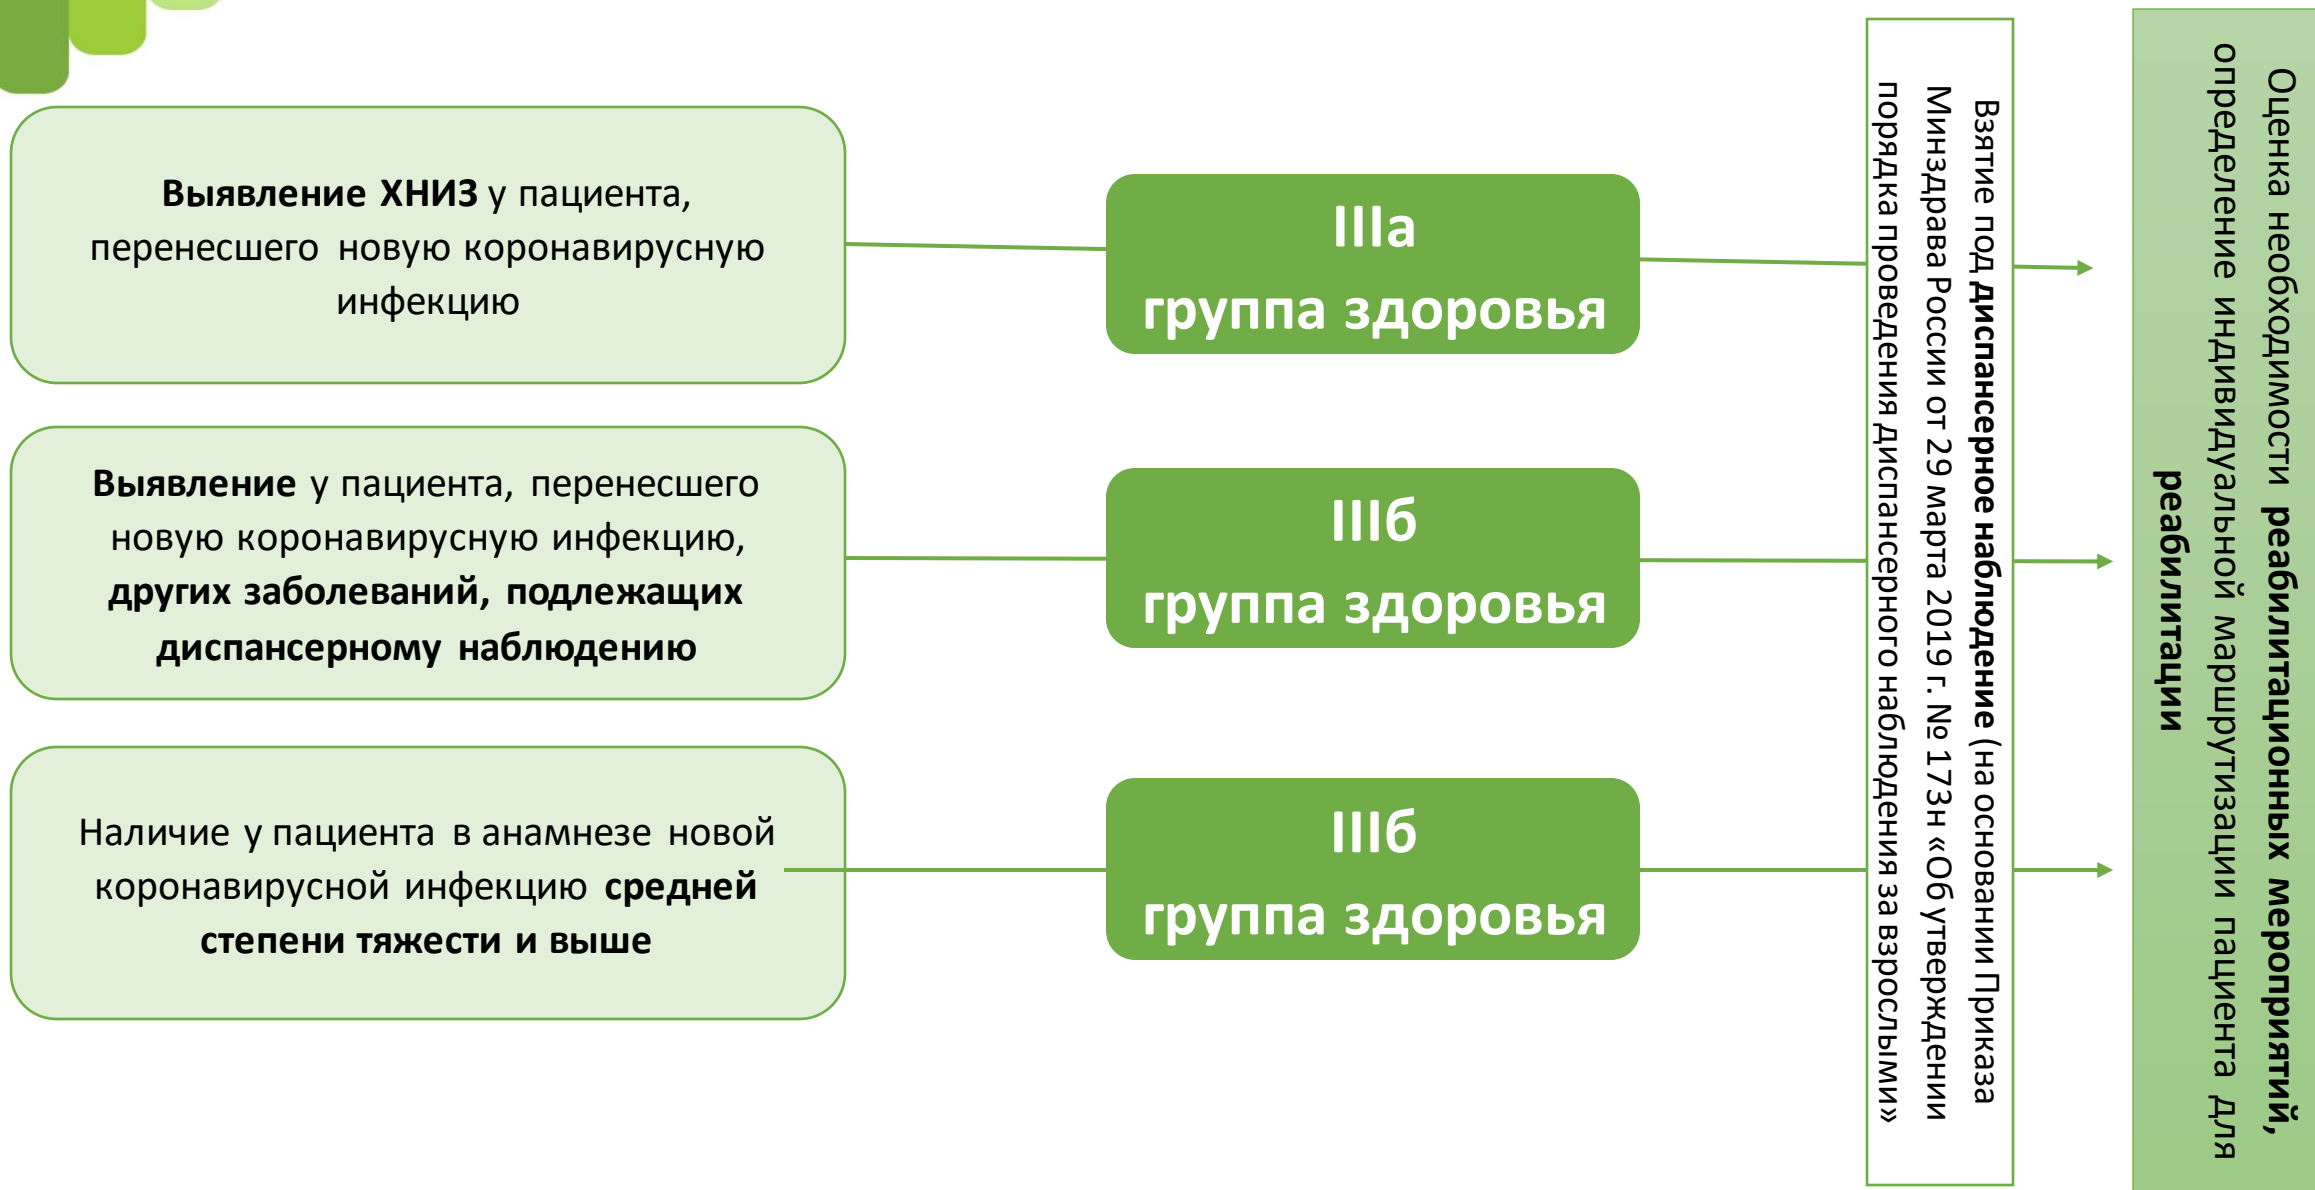 Выявление ХНИЗ у пациента,
перенесшего новую коронавирусную
инфекцию
IIIа
группа здоровья
Выявление у пациента, перенесшего
новую коронавирусную инфекцию,
других заболеваний, подлежащих
диспансерному наблюдению
IIIб
группа здоровья
Наличие у пациента в анамнезе новой
коронавирусной инфекцию средней
степени тяжести и выше
IIIб
группа здоровья
Взятие под диспансерное наблюдение (на основании Приказа
Минздрава России от 29 марта 2019 г. № 173н «Об утверждении
порядка проведения диспансерного наблюдения за взрослыми»
Оценка необходимости реабилитационных мероприятий,
определение индивидуальной маршрутизации пациента для
реабилитации